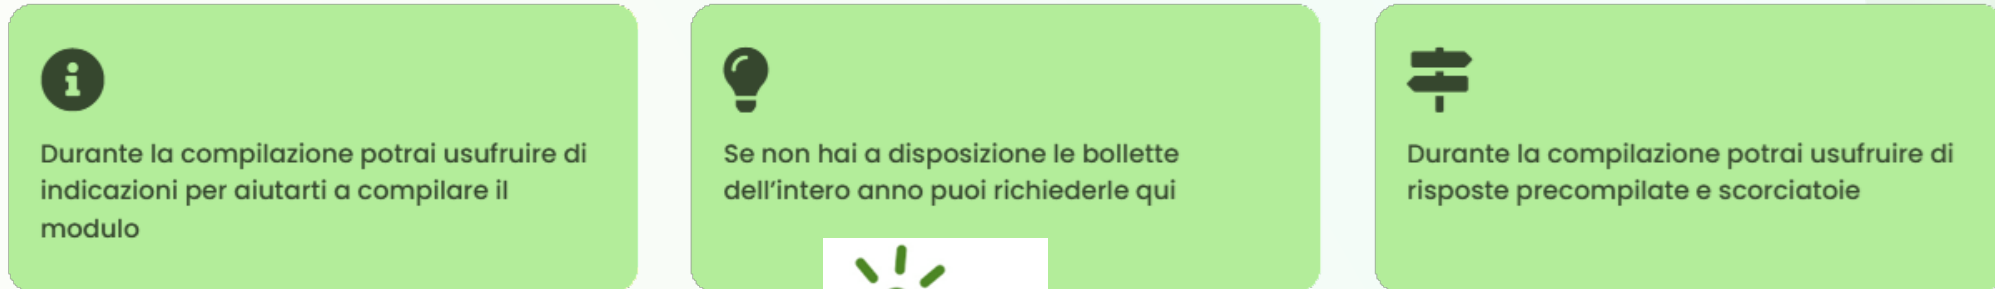 Durante la compilazione potrai usufruire di
indicazioni per aiutarti a compilare il
modulo
Se non hai a disposizione le bollette
dell’intero anno puoi richiederle qui
Durante la compilazione potrai usufruire di
risposte precompilate e scorciatoie